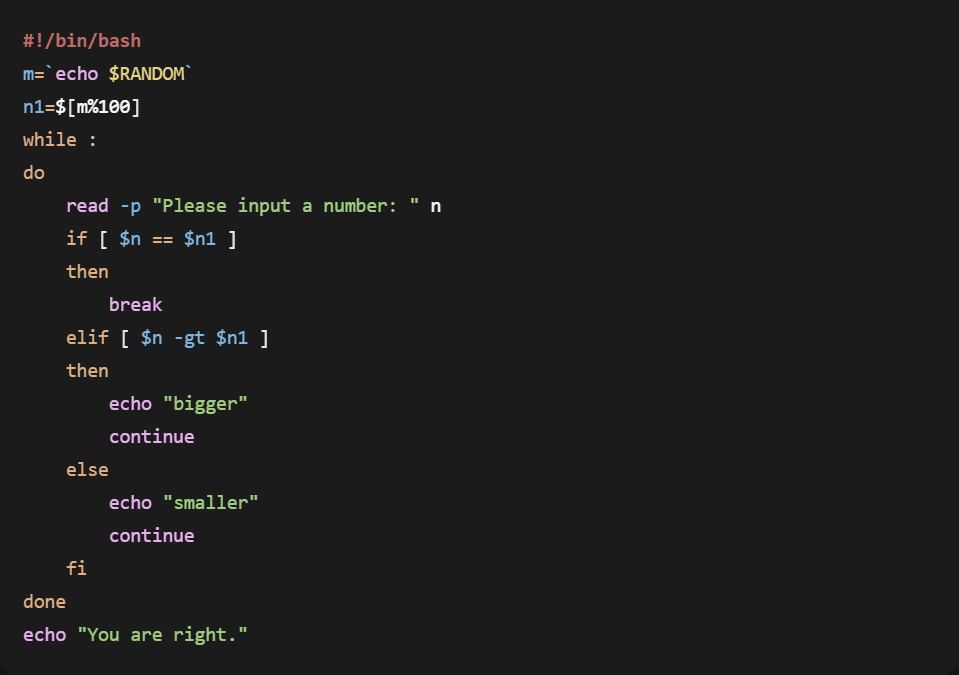 #!/bin/bash
m=`echo $RANDOM`
n1=$[m%100]
while :
do
    read -p "Please input a number: " n
    if [ $n == $n1 ]
    then
        break
    elif [ $n -gt $n1 ]
    then
        echo "bigger"
        continue
    else
        echo "smaller"
        continue
    fi
done
echo "You are right."